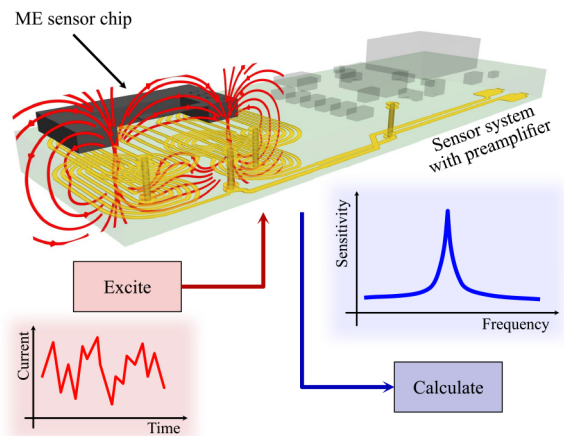 ME sensor chip
Sensor system
with preamplifier
Excite
Sensitivity
Frequency
Current
Time
Calculate